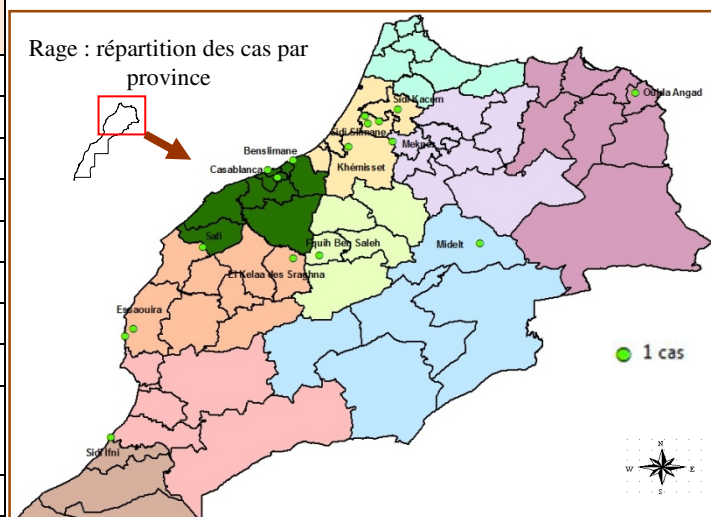 Rage : répartition des cas par
province
Oujda Angad
Sidi Kacem
Sidi Slimane
Meknès
Benslimane
Casablanca
Khémisset
Safi
Fquih Ben Saleh
Midelt
El Kelaa des Sraghna
Essaouira
1 cas
Sidi Ifni
N
W
E
S